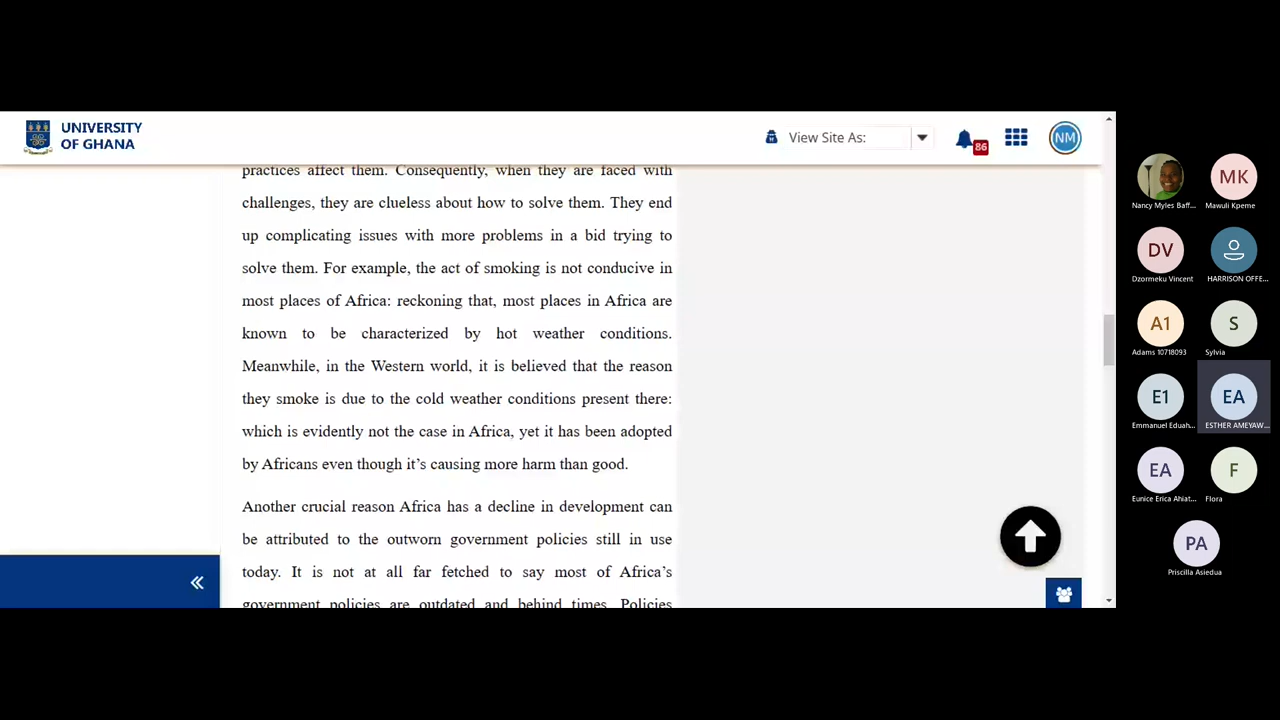 UNIVERSITY
OF GHANA
View Site As:
86
NM
practices affect them. Consequently, when they are faced with
challenges, they are clueless about how to solve them. They end
up complicating issues with more problems in a bid trying to
solve them. For example, the act of smoking is not conducive in
most places of Africa: reckoning that, most places in Africa are
known to be characterized by hot weather conditions.
Meanwhile, in the Western world, it is believed that the reason
they smoke is due to the cold weather conditions present there:
which is evidently not the case in Africa, yet it has been adopted
by Africans even though it's causing more harm than good.
Another crucial reason Africa has a decline in development can
be attributed to the outworn government policies still in use
today. It is not at all far fetched to say most of Africa's
government policies are outdated and behind times. Policies
Nancy Myles Baff...
MK
Mawuli Kpeme
DV
Dzormeku Vincent
HARRISON OFFE...
A1
Adams 10718093
S
Sylvia
E1
Emmanuel Eduah...
EA
ESTHER AMEYAW...
EA
Eunice Erica Ahiat...
F
Flora
PA
Priscilla Asiedua